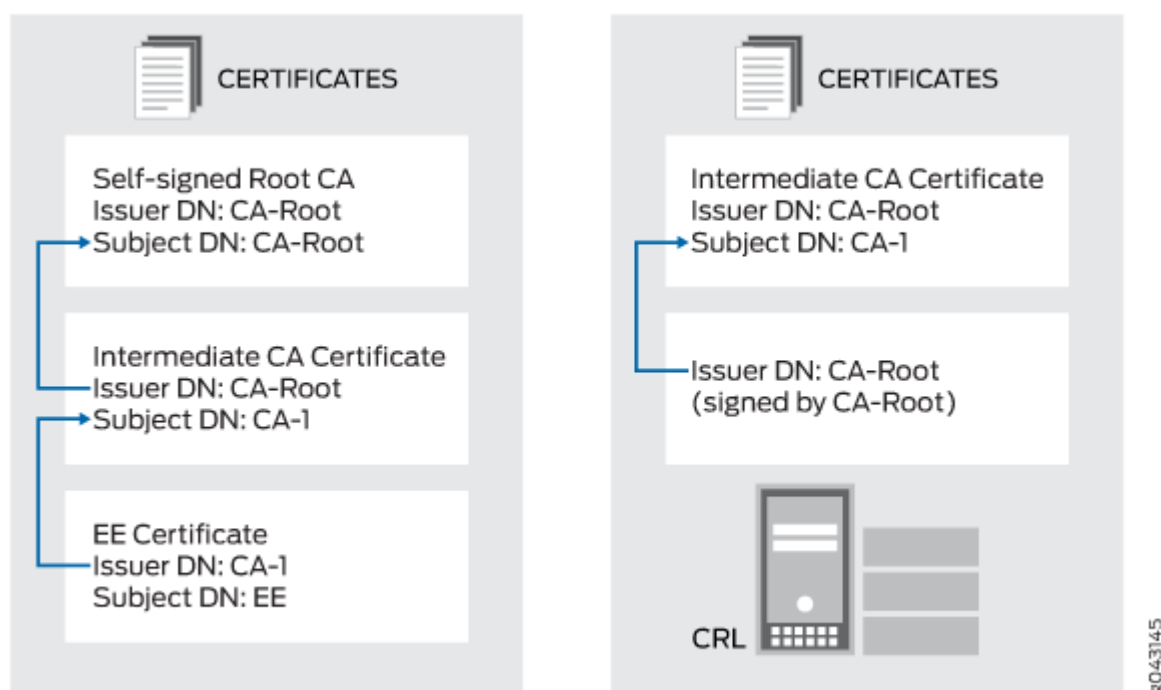 CERTIFICATES
Self-signed Root CA
Issuer DN: CA-Root
Subject DN: CA-Root
Intermediate CA Certificate
Issuer DN: CA-Root
Subject DN: CA-1
EE Certificate
Issuer DN: CA-1
Subject DN: EE
CERTIFICATES
Intermediate CA Certificate
Issuer DN: CA-Root
Subject DN: CA-1
Issuer DN: CA-Root
(signed by CA-Root)
CRL
g043145